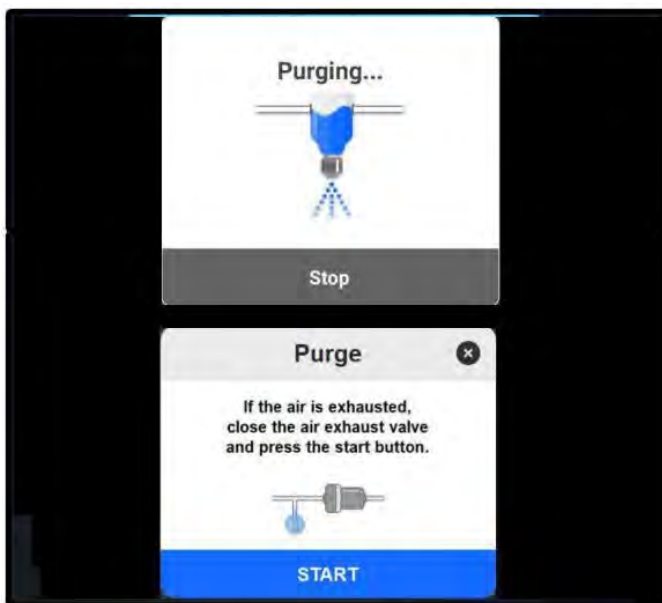 Purging...
Stop
Purge
If the air is exhausted,
close the air exhaust valve
and press the start button.
START